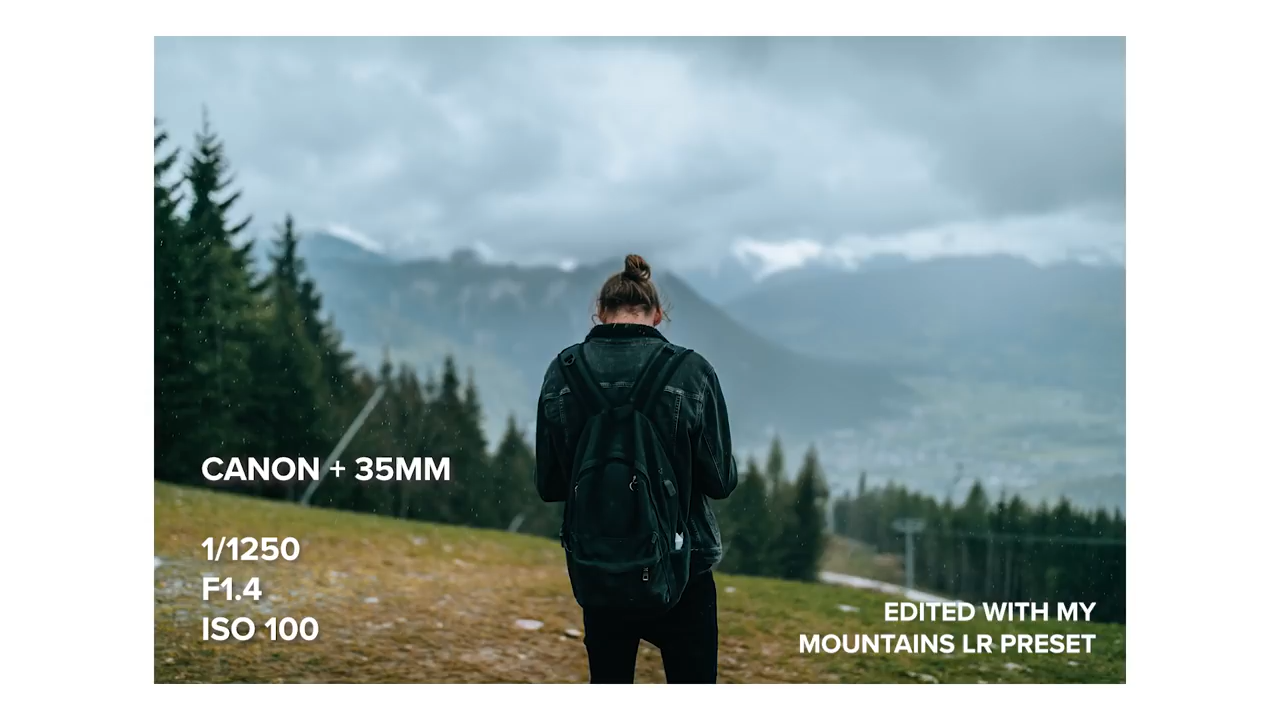 CANON + 35MM
1/1250
F1.4
ISO 100
EDITED WITH MY
MOUNTAINS LR PRESET